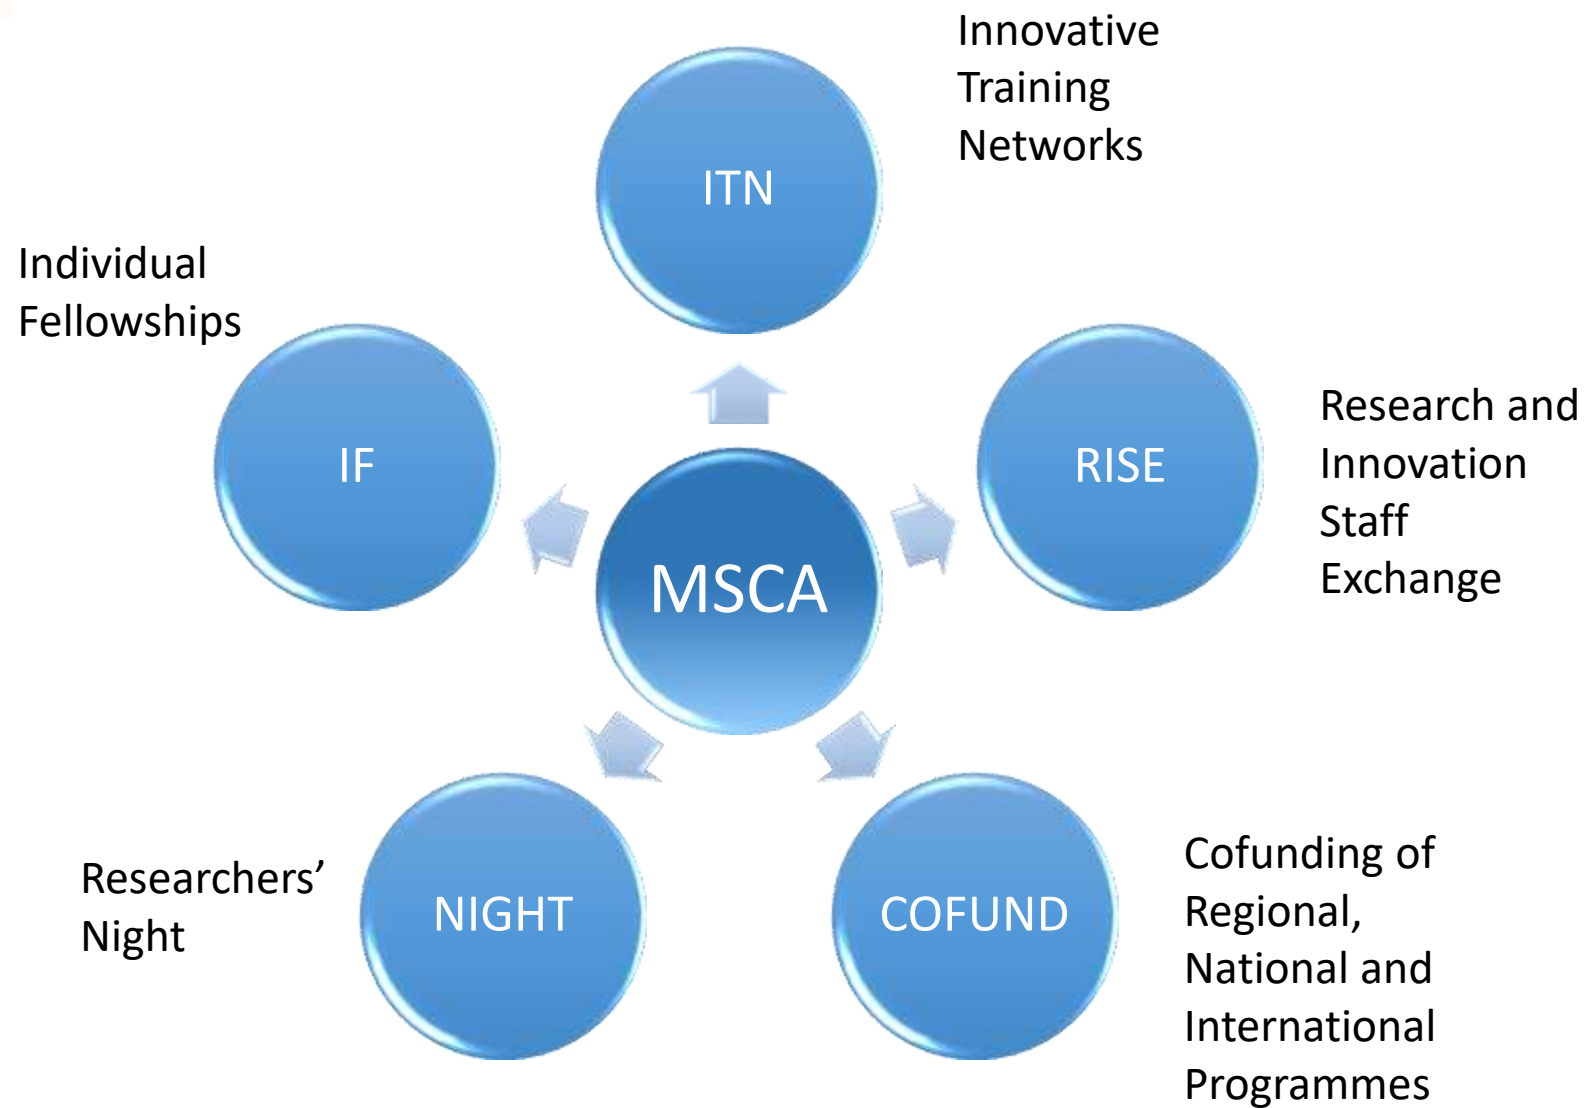 Innovative
Training
Networks
ITN
Individual
Fellowships
IF
RISE
Research and
Innovation
Staff
Exchange
MSCA
Researchers’
Night
NIGHT
COFUND
Cofunding of
Regional,
National and
International
Programmes